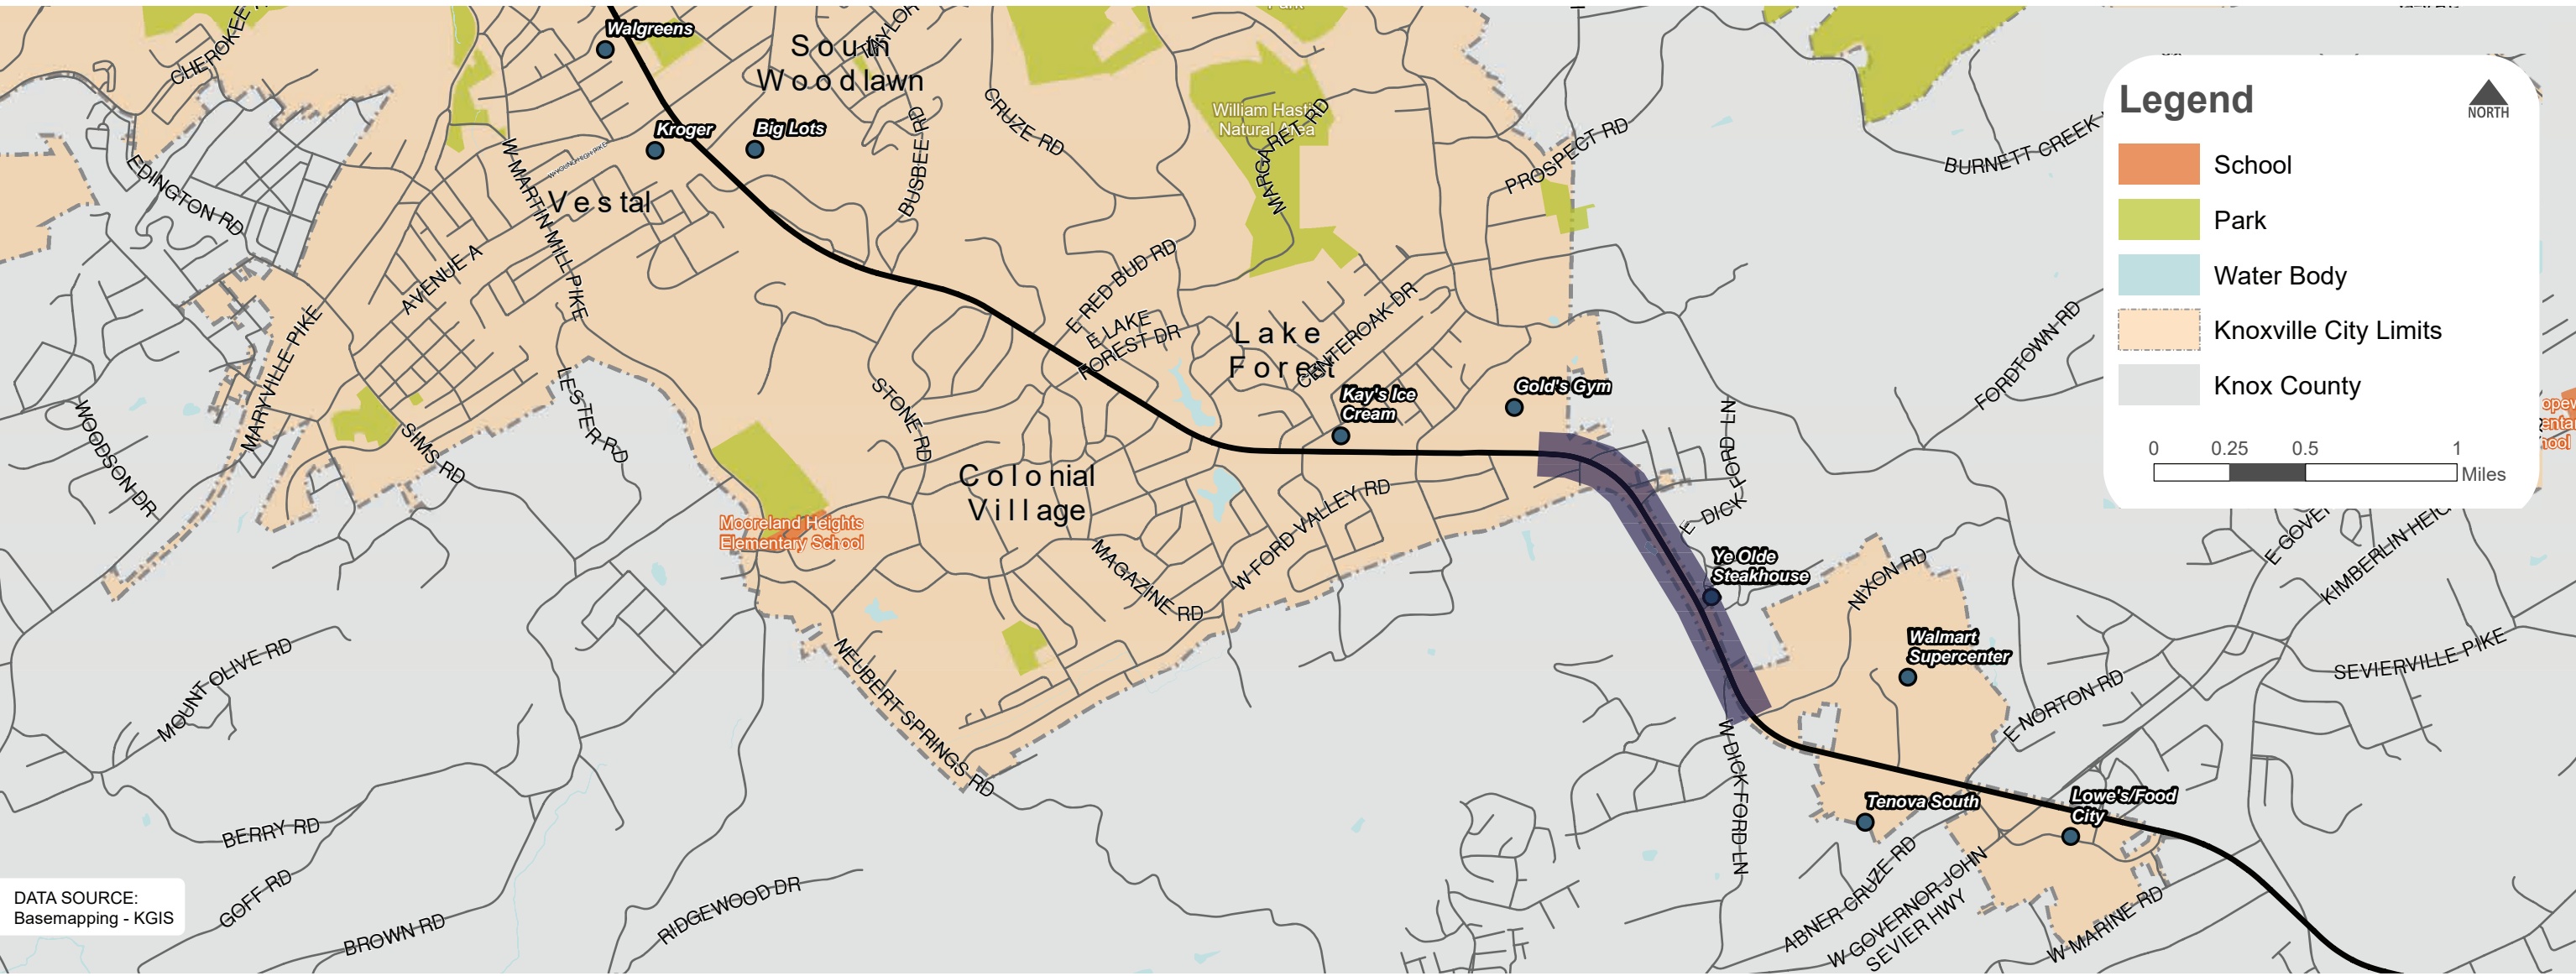 Park
Walgreens
South
Woodlawn
TAYLOR
CHEROKEE
Kroger
Big Lots
CRUZE RD
BUSBEE RD
William Hasti
Natural Area
MARGARET RD
PROSPECT RD
BURNETT CREEK
EDINGTON RD
W MARTIN MILL PIKE
Vestal
AVENUE A
MARYVILLE PIKE
E RED BUD RD
E LAKE
FOREST DR
Lake
Forest
CENTEROAK DR
Kay's Ice
Cream
Gold's Gym
FORDTOWN RD
WOODSON DR
SIMS RD
LESTER RD
STONE RD
Colonial
Village
Mooreland Heights
Elementary School
MAGAZINE RD
W FORD VALLEY RD
E DICK FORD LN
Ye Olde
Steakhouse
NIXON RD
Walmart
Supercenter
E NORTON RD
E GOVER
KIMBERLIN HEIG
SEVIERVILLE PIKE
MOUNT OLIVE RD
NEUBERT SPRINGS RD
W DICK FORD LN
Tenova South
Lowe's/Food
City
BERRY RD
GOFF RD
BROWN RD
RIDGEWOOD DR
ABNER CRUZE RD
W GOVERNOR JOHN
SEVIER HWY
W MARINE RD
Legend
NORTH
School
Park
Water Body
Knoxville City Limits
Knox County
0 0.25 0.5 1
Miles
opew
enta
hool
DATA SOURCE:
Basemapping - KGIS